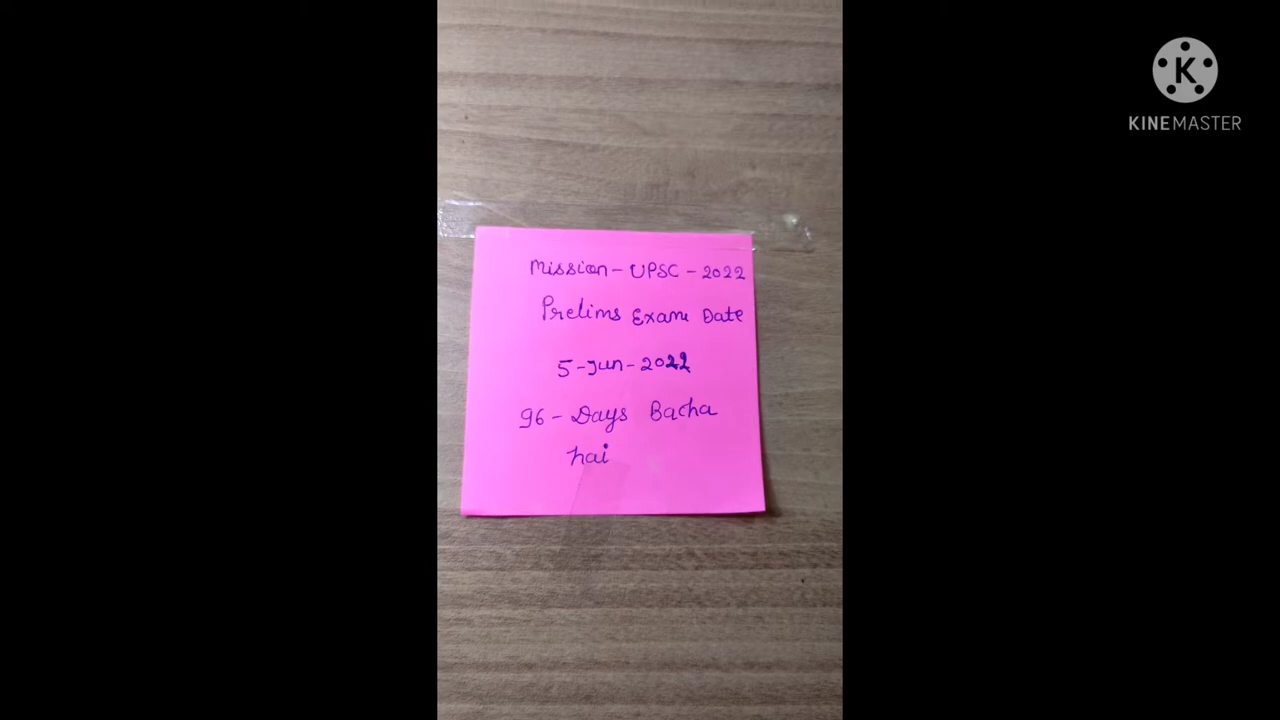 Mission - UPSC - 2022
Prelims Exam Date
5 - Jun - 2022
96 - Days Bacha
hai
KINEMASTER